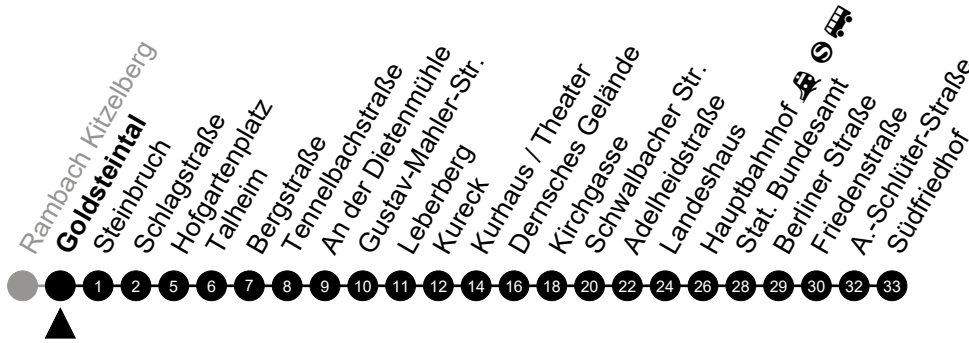 Rambach Kitzelberg
Goldsteintal
Steinbruch
Schlagstraße
Hofgartenplatz
Talheim
Bergstraße
Tennelbachstraße
An der Dietenmühle
Gustav-Mahler-Str.
Leberberg
Kureck
Kurhaus / Theater
Dernsches Gelände
Kirchgasse
Schwalbacher Str.
Adelheidstraße
Landeshaus
Hauptbahnhof S
Stat. Bundesamt
Berliner Straße
Friedenstraße
A.-Schlüter-Straße
Südfriedhof
1 2 5 6 7 8 9 10 11 12 14 16 18 20 22 24 26 28 29 30 32 33